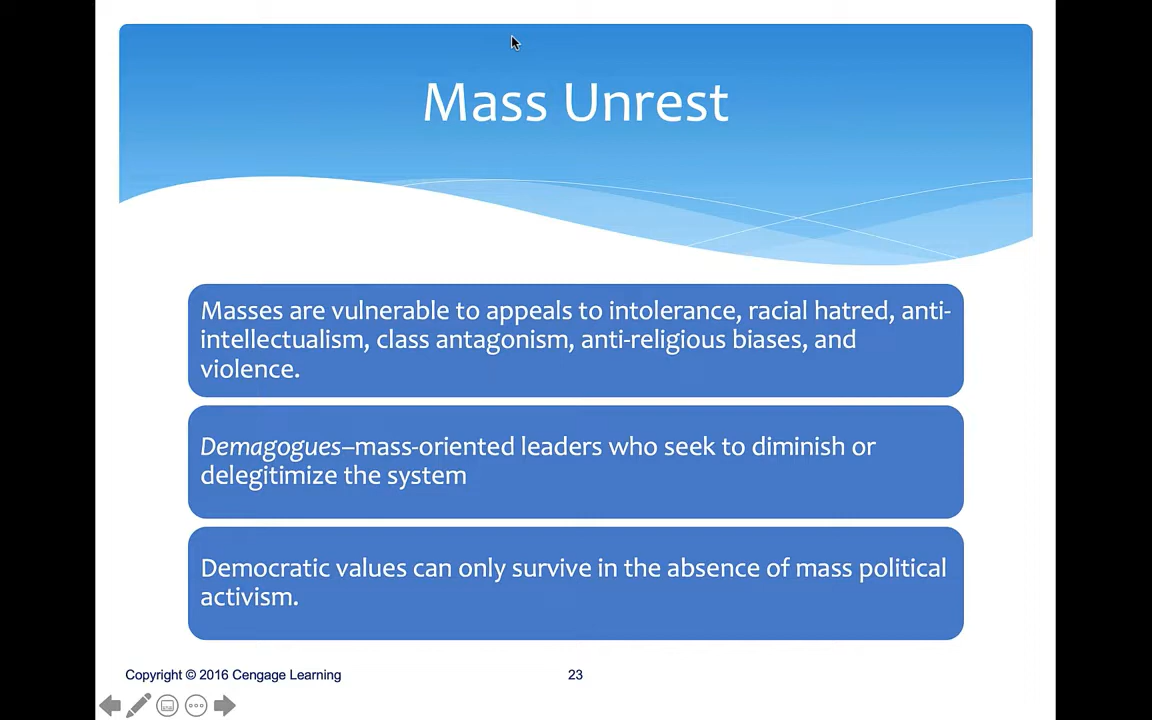 Mass Unrest
Masses are vulnerable to appeals to intolerance, racial hatred, anti-
intellectualism, class antagonism, anti-religious biases, and
violence.
Demagogues–mass-oriented leaders who seek to diminish or
delegitimize the system
Democratic values can only survive in the absence of mass political
activism.
Copyright © 2016 Cengage Learning
23